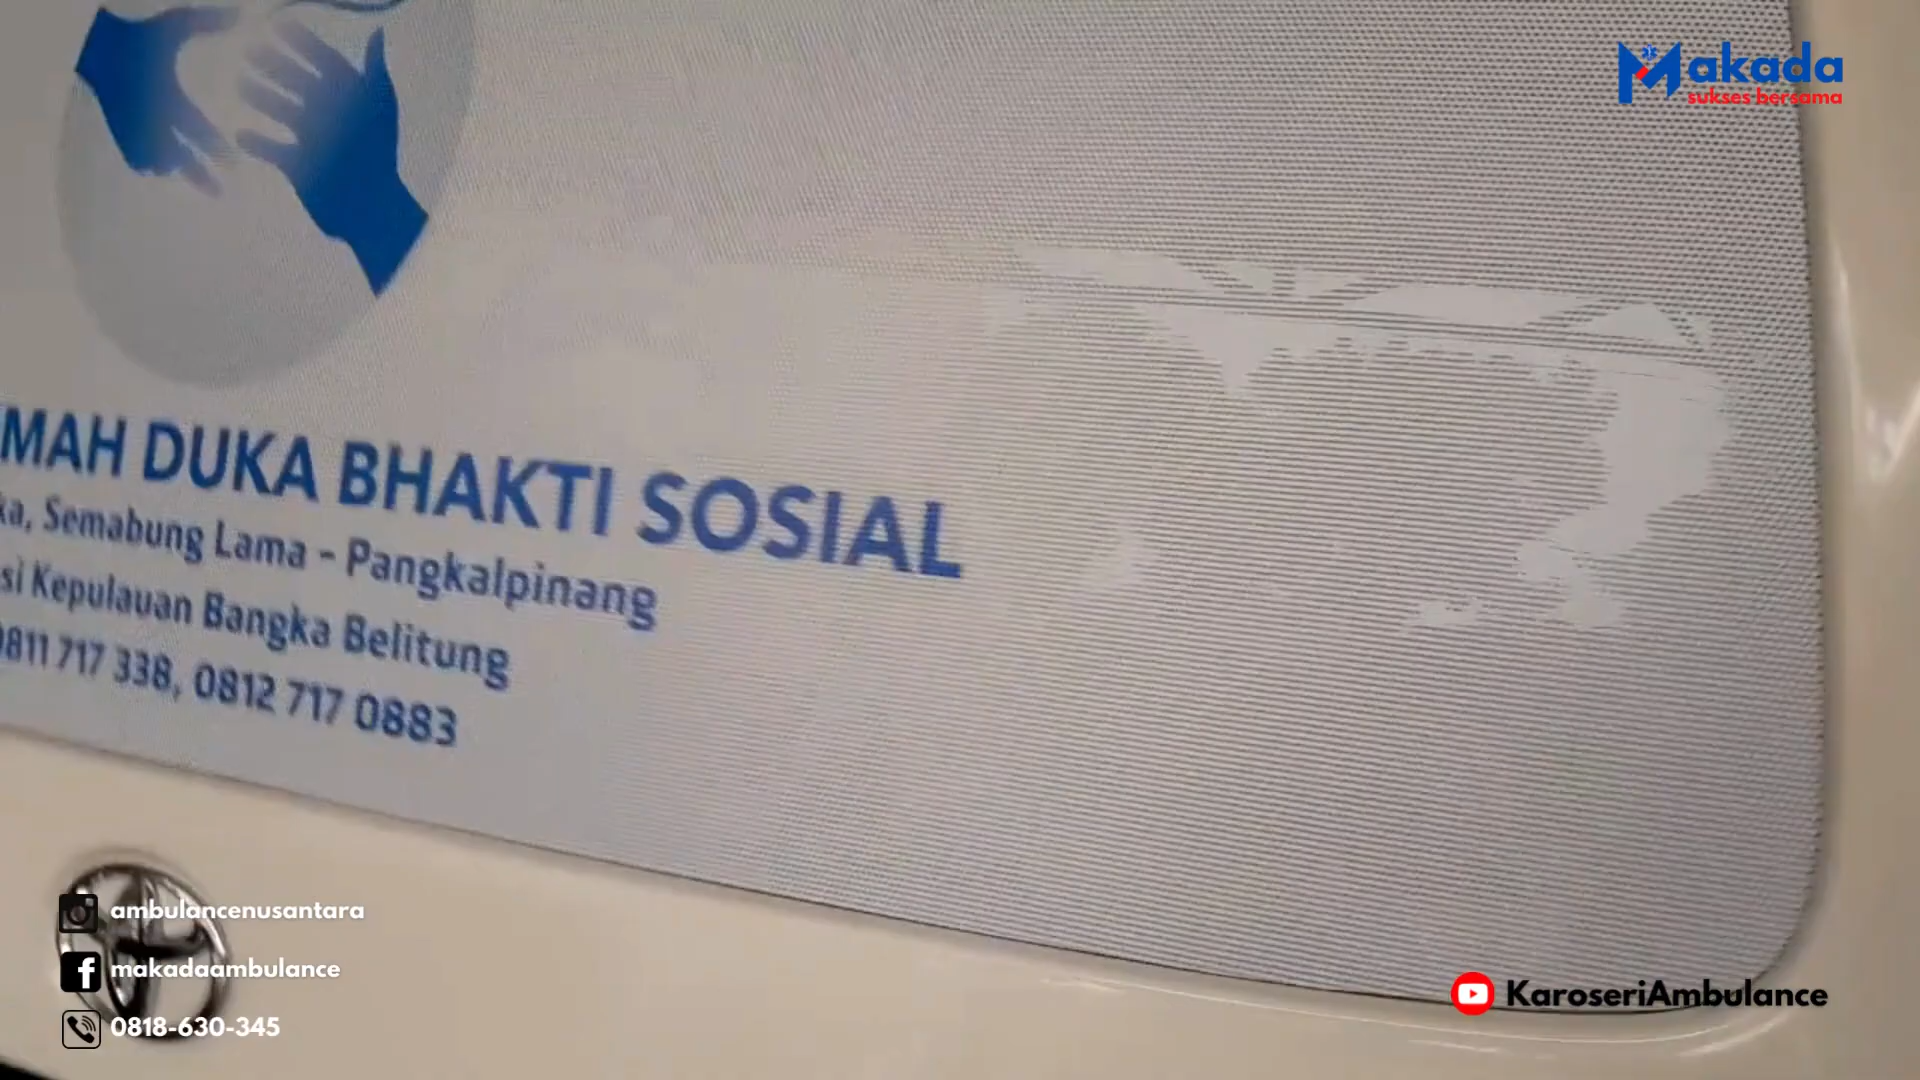 Makada
sukses bersama
MAH DUKA BHAKTI SOSIAL
ka, Semabung Lama - Pangkalpinang
si Kepulauan Bangka Belitung
0811 717 338, 0812 717 0883
ambulancenusantara
makadaambulance
0818-630-345
KaroseriAmbulance